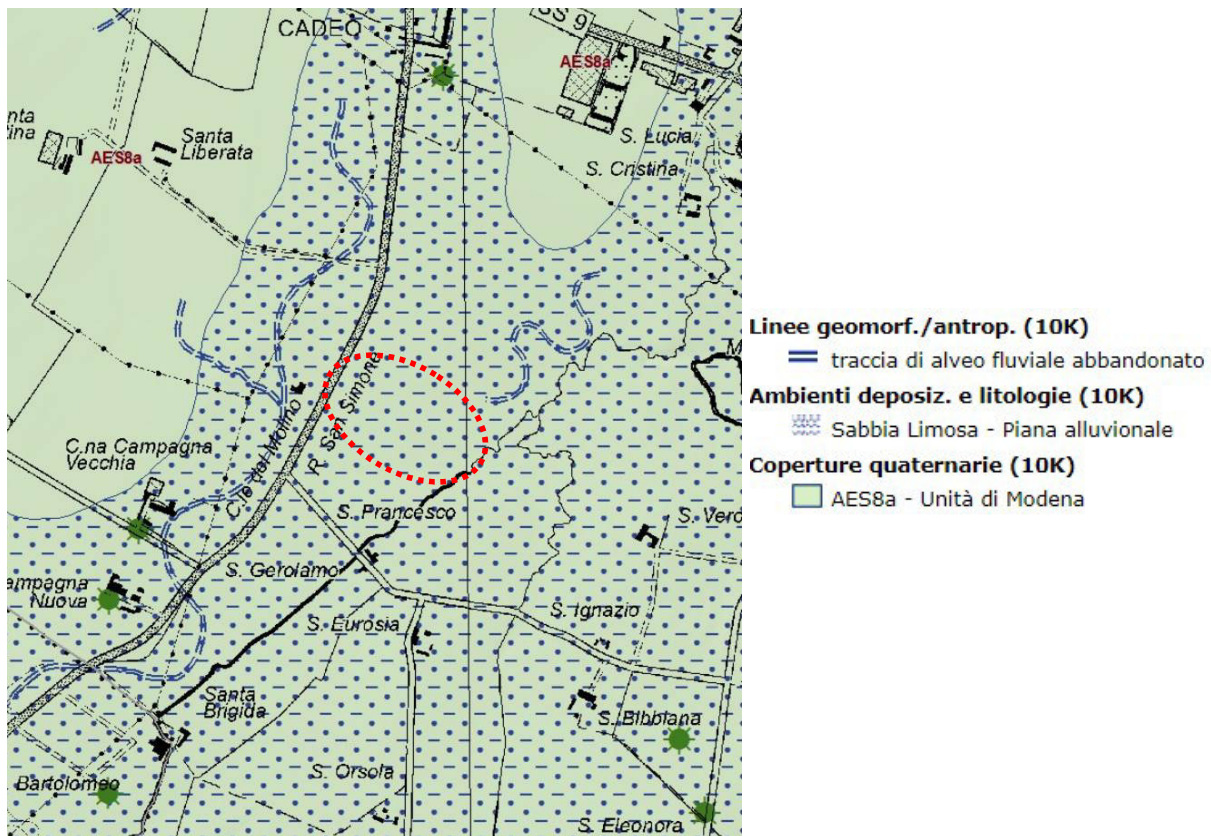 CADEO
SS 9
AES8a
S. Lucia
S. Cristina
Santa
Liberata
AES8a
C.na Campagna
Vecchia
C.le del Molino
R. San Simone
S. Francesco
S. Gerolamo
S. Ignazio
S. Eurosia
Nuova
Santa
Brigida
S. Bibbiana
S. Orsola
Bartolomeo
S. Eleonora
Linee geomorf./antrop. (10K)
traccia di alveo fluviale abbandonato
Ambienti deposiz. e litologie (10K)
Sabbia Limosa - Piana alluvionale
Coperture quaternarie (10K)
AES8a - Unità di Modena